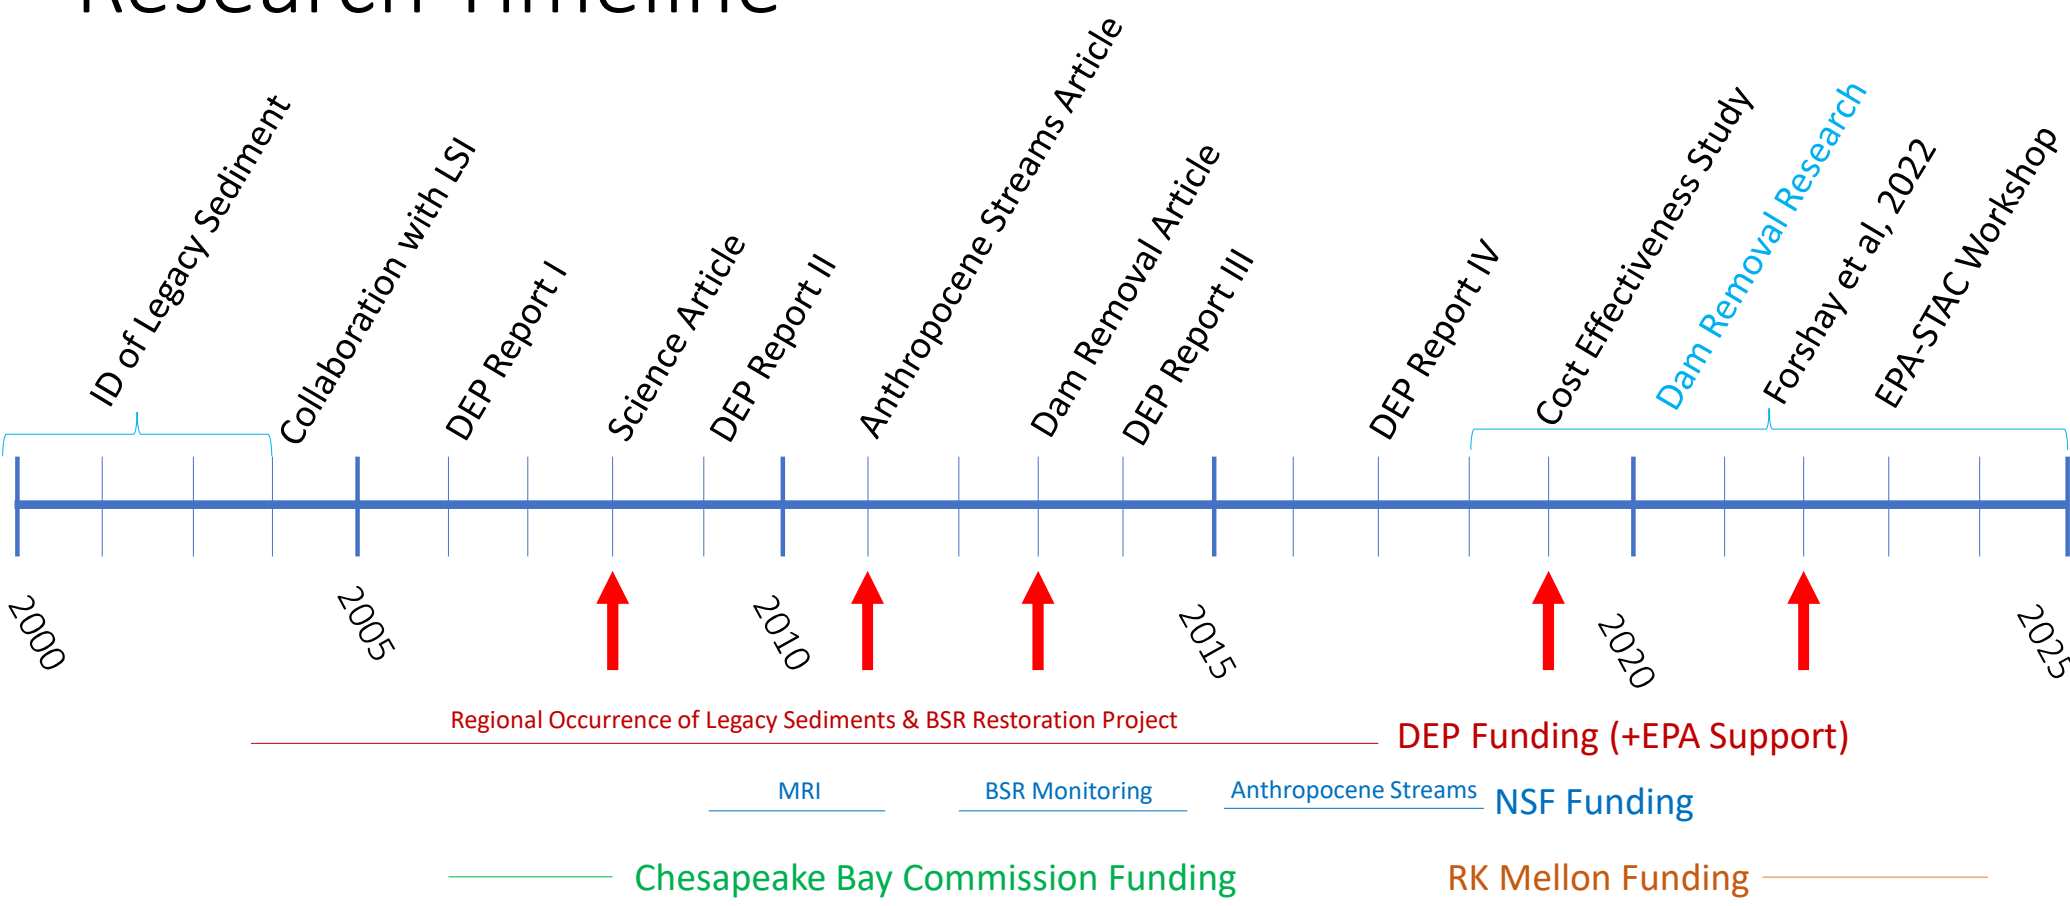 Research Timeline
ID of Legacy Sediment
Collaboration with LSI
DEP Report I
Science Article
DEP Report II
Anthropocene Streams Article
Dam Removal Article
DEP Report III
DEP Report IV
Cost Effectiveness Study
Dam Removal Research
Forshay et al, 2022
EPA-STAC Workshop
2000
2005
2010
2015
2020
2025
Regional Occurrence of Legacy Sediments & BSR Restoration Project
DEP Funding (+EPA Support)
MRI
BSR Monitoring
Anthropocene Streams
NSF Funding
Chesapeake Bay Commission Funding
RK Mellon Funding